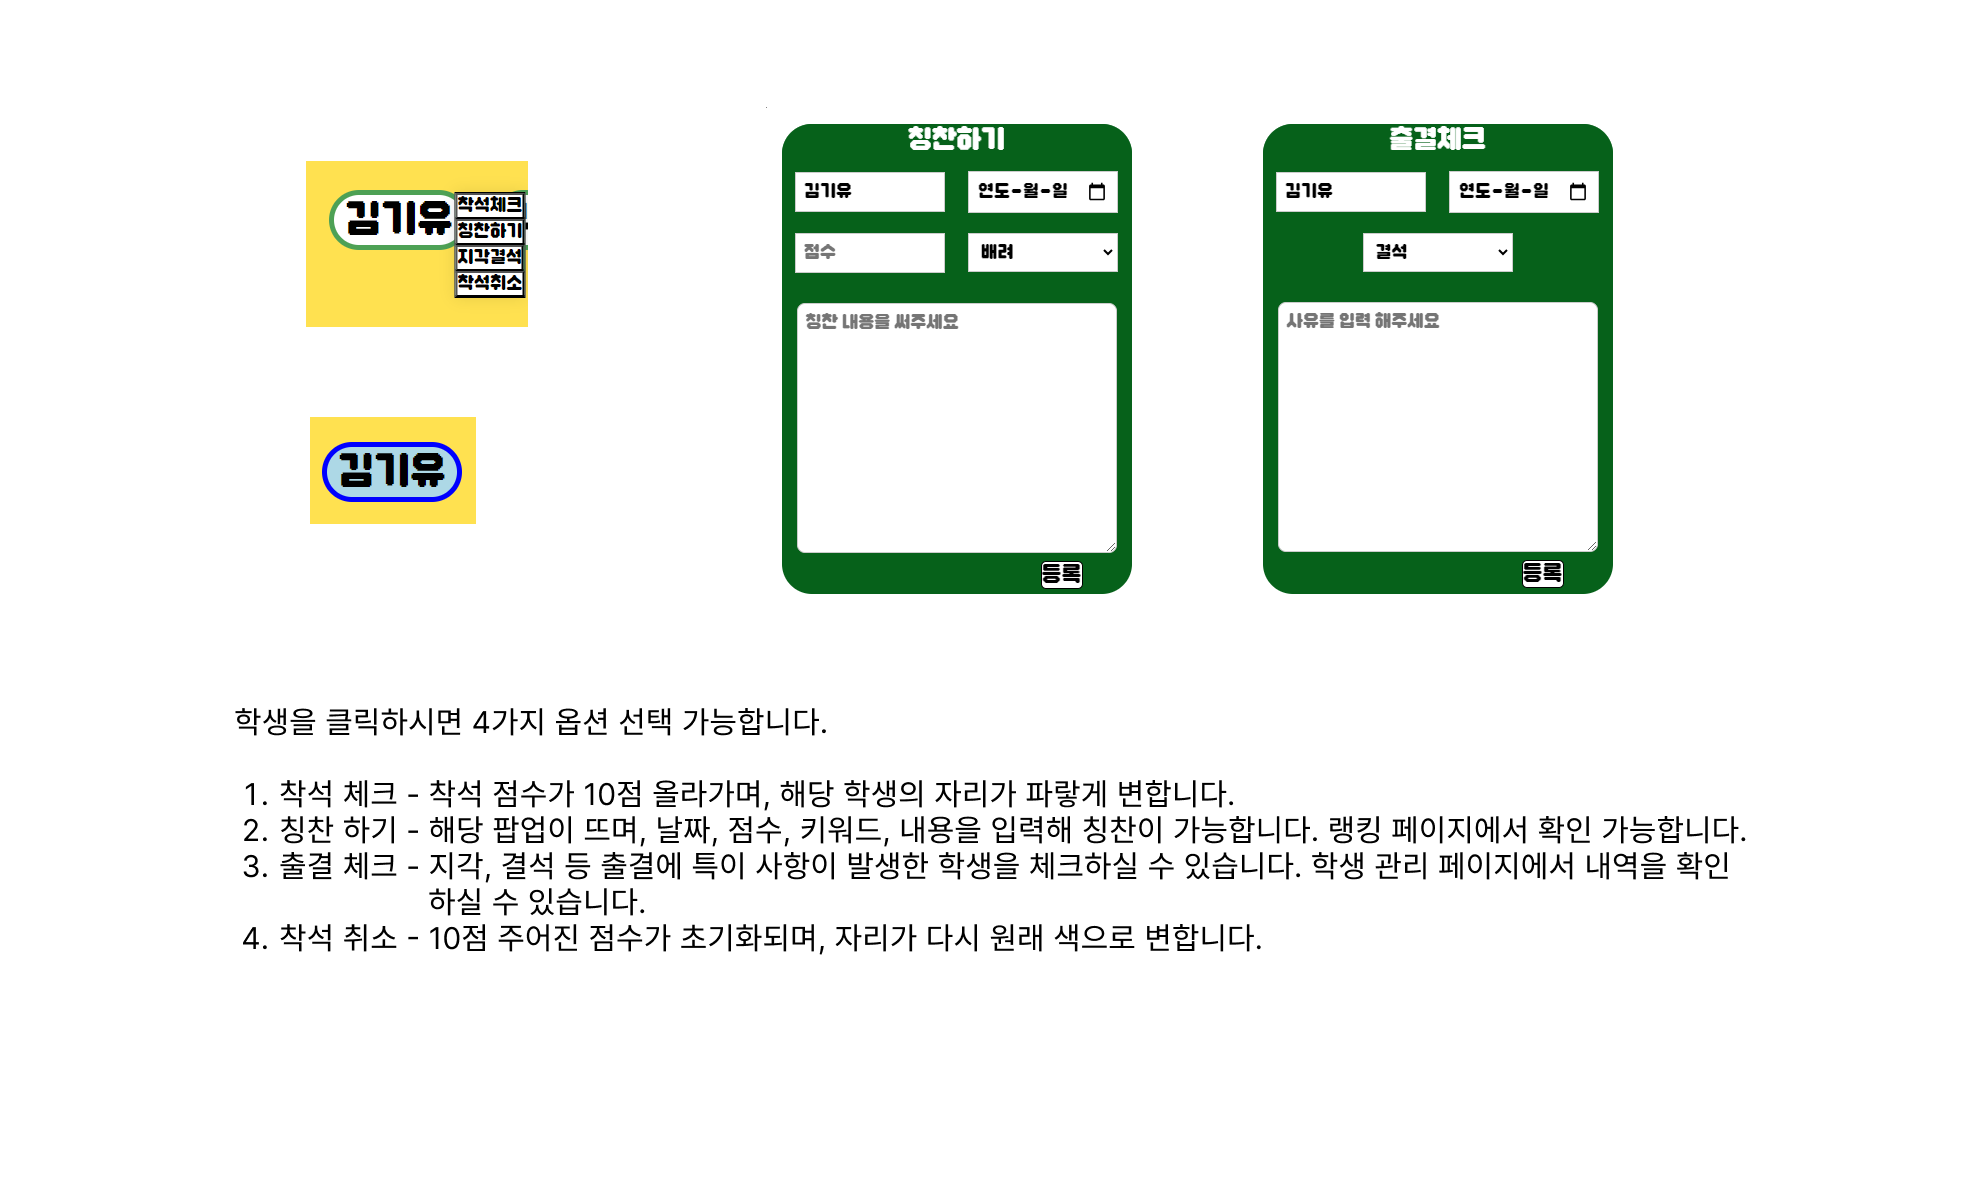 김기유
착석체크
칭찬하기
지각결석
착석취소
김기유
칭찬하기
김기유
연도-월-일
점수
배려
칭찬 내용을 써주세요
등록
출결체크
김기유
연도-월-일
결석
사유를 입력 해주세요
등록
학생을 클릭하시면 4가지 옵션 선택 가능합니다.
1. 착석 체크 - 착석 점수가 10점 올라가며, 해당 학생의 자리가 파랗게 변합니다.
2. 칭찬 하기 - 해당 팝업이 뜨며, 날짜, 점수, 키워드, 내용을 입력해 칭찬이 가능합니다. 랭킹 페이지에서 확인 가능합니다.
3. 출결 체크 - 지각, 결석 등 출결에 특이 사항이 발생한 학생을 체크하실 수 있습니다. 학생 관리 페이지에서 내역을 확인
하실 수 있습니다.
4. 착석 취소 - 10점 주어진 점수가 초기화되며, 자리가 다시 원래 색으로 변합니다.